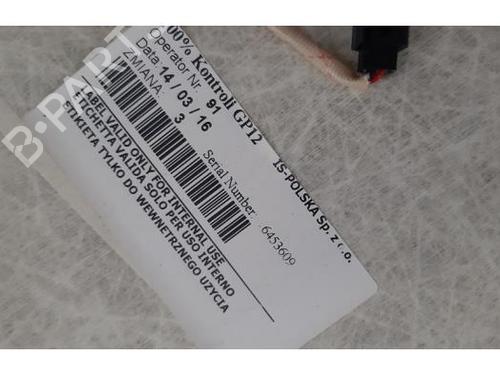 100% Kontroli GP12
IS-POLSKA Sp. z r.o.
operator Nr. 91
Data 14 / 03 / 16
ZMIANA 3
Serial Number 6453609
LABEL VALID ONLY FOR INTERNAL USE
ETICHETTA VALIDA SOLO PER USO INTERNO
ETIKIETA TYLKO DO WEWNETRZNEGO UZYCIA
B-PARTS